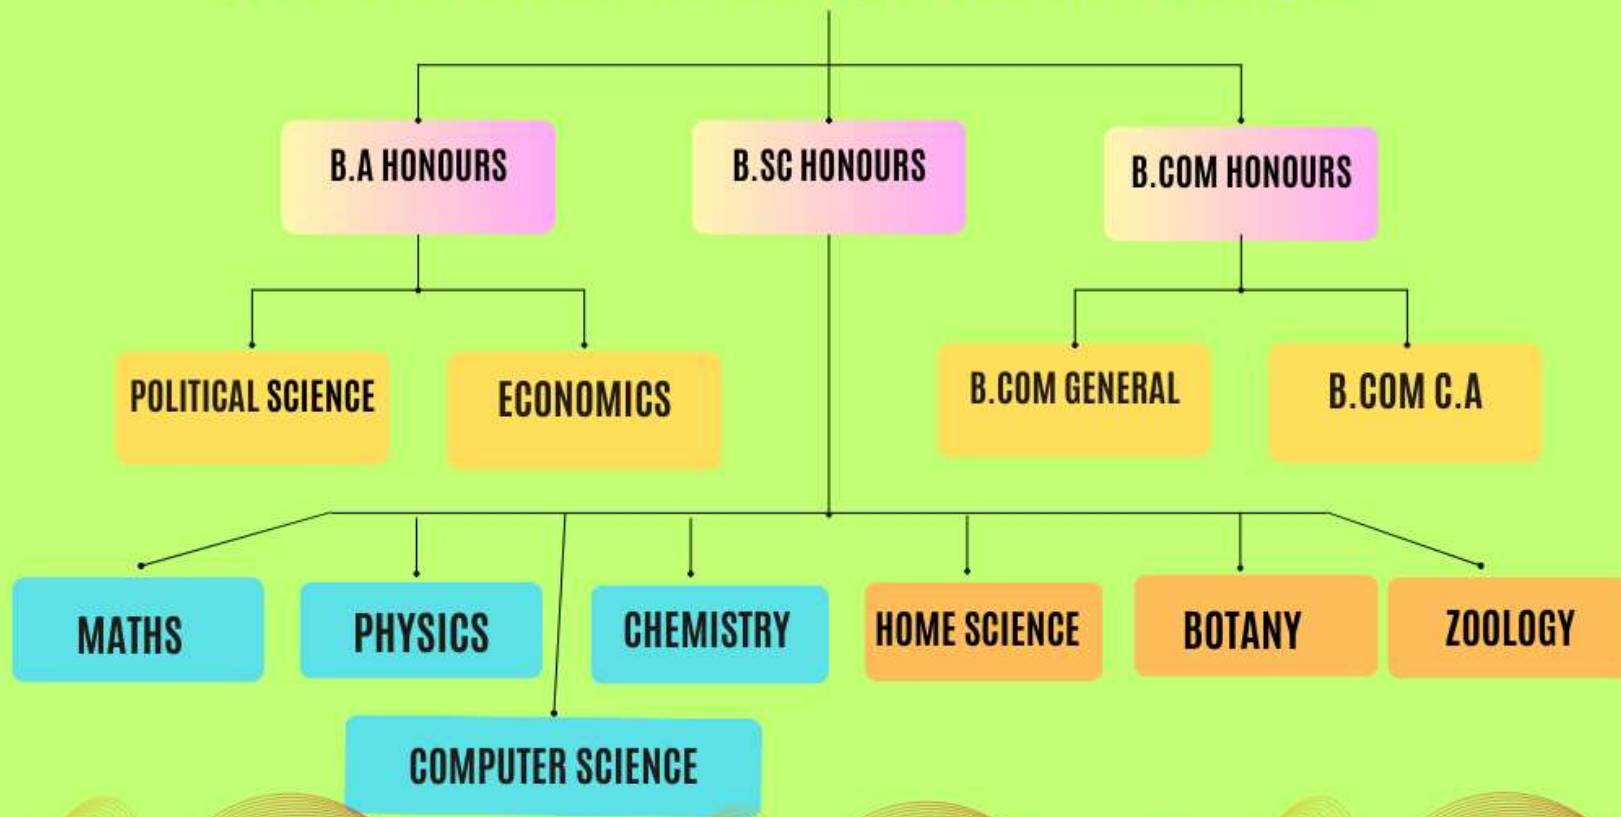 B.A HONOURS
B.SC HONOURS
B.COM HONOURS
POLITICAL SCIENCE
ECONOMICS
B.COM GENERAL
B.COM C.A
MATHS
PHYSICS
CHEMISTRY
HOME SCIENCE
BOTANY
ZOOLOGY
COMPUTER SCIENCE